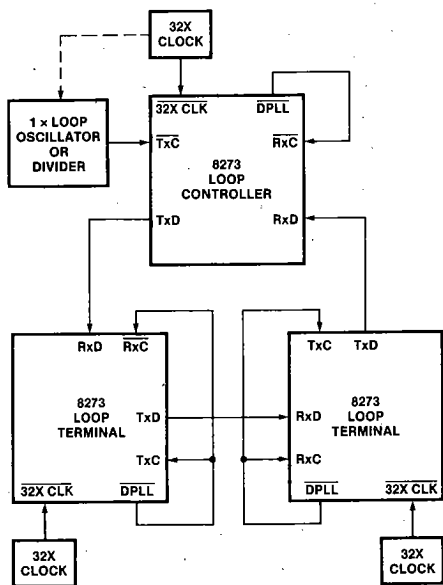 32X
CLOCK
1 × LOOP
OSCILLATOR
OR
DIVIDER
32X CLK
DPLL
TxC
RxC
8273
LOOP
CONTROLLER
TxD
RxD
RxD
RxC
8273
LOOP
TERMINAL
TxD
TxC
32X CLK
DPLL
32X
CLOCK
TxC
TxD
RxD
8273
LOOP
TERMINAL
RxC
DPLL
32X CLK
32X
CLOCK